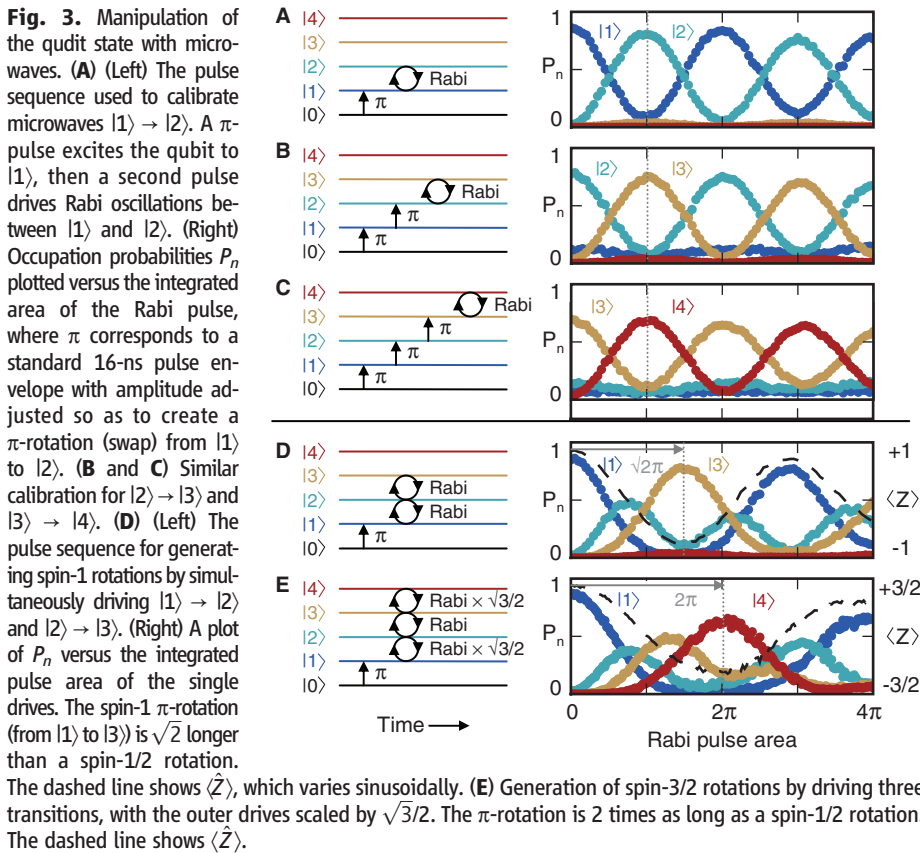 Fig. 3. Manipulation of
the qudit state with micro-
waves. (A) (Left) The pulse
sequence used to calibrate
microwaves |1⟩ → |2⟩. A π-
pulse excites the qubit to
|1⟩, then a second pulse
drives Rabi oscillations be-
tween |1⟩ and |2⟩. (Right)
Occupation probabilities Pn
plotted versus the integrated
area of the Rabi pulse,
where π corresponds to a
standard 16-ns pulse en-
velope with amplitude ad-
justed so as to create a
π-rotation (swap) from |1⟩
to |2⟩. (B and C) Similar
calibration for |2⟩ → |3⟩ and
|3⟩ → |4⟩. (D) (Left) The
pulse sequence for generat-
ing spin-1 rotations by simul-
taneously driving |1⟩ → |2⟩
and |2⟩ → |3⟩. (Right) A plot
of Pn versus the integrated
pulse area of the single
drives. The spin-1 π-rotation
(from |1⟩ to |3⟩) is √2 longer
than a spin-1/2 rotation.
The dashed line shows ⟨Ẑ⟩, which varies sinusoidally. (E) Generation of spin-3/2 rotations by driving three
transitions, with the outer drives scaled by √3/2. The π-rotation is 2 times as long as a spin-1/2 rotation.
The dashed line shows ⟨Ẑ⟩.
A
|4⟩
|3⟩
|2⟩
Rabi
|1⟩
π
|0⟩
1
|1⟩ |2⟩
Pn
0
B
|4⟩
|3⟩
Rabi
|2⟩
π
|1⟩
π
|0⟩
1
|2⟩ |3⟩
Pn
0
C
|4⟩
Rabi
|3⟩
π
|2⟩
π
|1⟩
π
|0⟩
1
|3⟩ |4⟩
Pn
0
D
|4⟩
|3⟩
Rabi
|2⟩
Rabi
|1⟩
π
|0⟩
1
√2π
|1⟩ |3⟩
Pn
0
+1
⟨Z⟩
-1
E
|4⟩
Rabi × √3/2
|3⟩
Rabi
|2⟩
Rabi × √3/2
|1⟩
π
|0⟩
1
2π
|1⟩ |4⟩
Pn
0
+3/2
⟨Z⟩
-3/2
0 2π 4π
Time →
Rabi pulse area